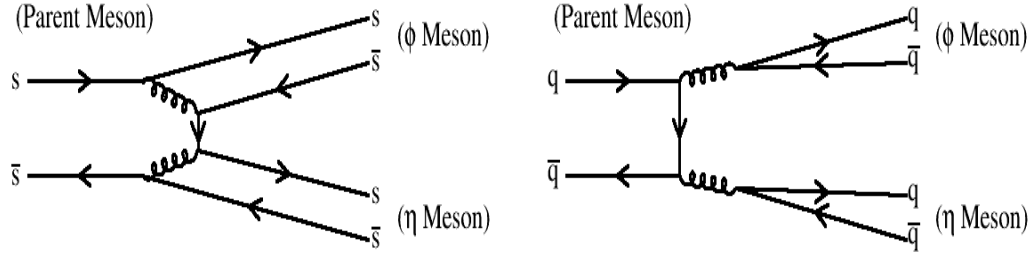 (Parent Meson)
s
s̄
s
s̄
(ϕ Meson)
s
s̄
(η Meson)
(Parent Meson)
q
q̄
q
q̄
(ϕ Meson)
q
q̄
(η Meson)